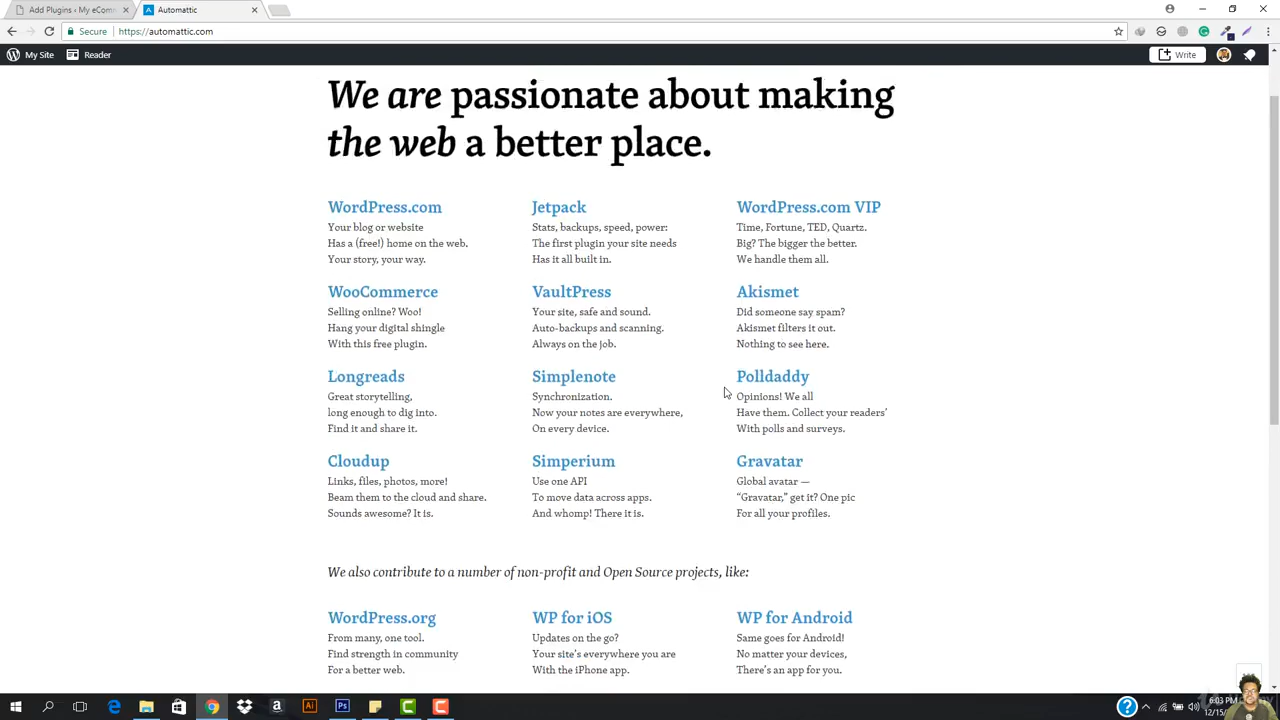 Add Plugins ‹ My eComm
Automattic
Secure
https://automattic.com
My Site
Reader
Write
We are passionate about making
the web a better place.
WordPress.com
Your blog or website
Has a (free!) home on the web.
Your story, your way.
Jetpack
Stats, backups, speed, power:
The first plugin your site needs
Has it all built in.
WordPress.com VIP
Time, Fortune, TED, Quartz.
Big? The bigger the better.
We handle them all.
WooCommerce
Selling online? Woo!
Hang your digital shingle
With this free plugin.
VaultPress
Your site, safe and sound.
Auto-backups and scanning.
Always on the job.
Akismet
Did someone say spam?
Akismet filters it out.
Nothing to see here.
Longreads
Great storytelling,
long enough to dig into.
Find it and share it.
Simplenote
Synchronization.
Now your notes are everywhere,
On every device.
Polldaddy
Opinions! We all
Have them. Collect your readers’
With polls and surveys.
Cloudup
Links, files, photos, more!
Beam them to the cloud and share.
Sounds awesome? It is.
Simperium
Use one API
To move data across apps.
And whomp! There it is.
Gravatar
Global avatar —
“Gravatar,” get it? One pic
For all your profiles.
We also contribute to a number of non-profit and Open Source projects, like:
WordPress.org
From many, one tool.
Find strength in community
For a better web.
WP for iOS
Updates on the go?
Your site’s everywhere you are
With the iPhone app.
WP for Android
Same goes for Android!
No matter your devices,
There’s an app for you.
6:03 PM
12/15/